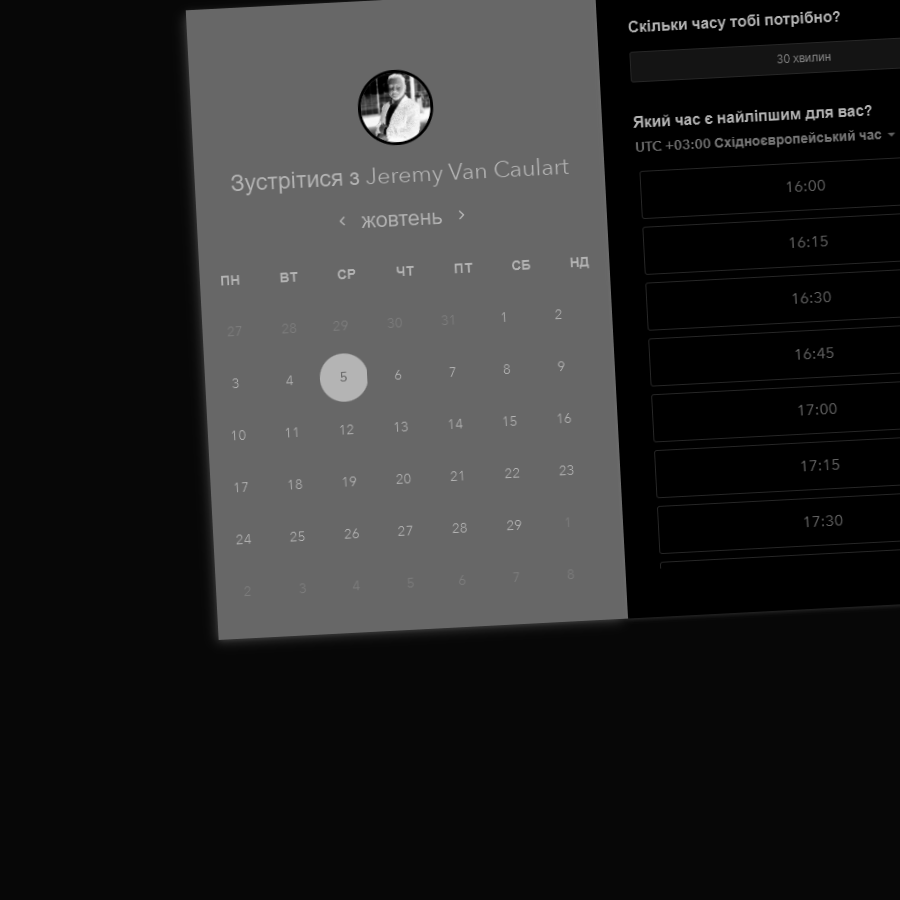 Зустрітися з Jeremy Van Caulart
‹ жовтень ›
ПН ВТ СР ЧТ ПТ СБ НД
27 28 29 30 31 1 2
3 4 5 6 7 8 9
10 11 12 13 14 15 16
17 18 19 20 21 22 23
24 25 26 27 28 29 1
2 3 4 5 6 7 8
Скільки часу тобі потрібно?
30 хвилин
Який час є найліпшим для вас?
UTC +03:00 Східноєвропейський час
16:00
16:15
16:30
16:45
17:00
17:15
17:30